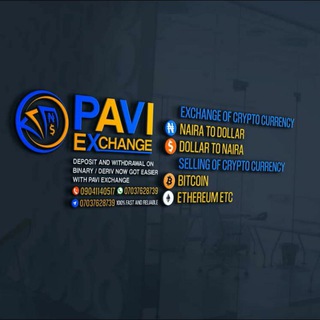 PAVI
EXCHANGE
DEPOSIT AND WITHDRAWAL ON
BINARY / DERIV NOW GOT EASIER
WITH PAVI EXCHANGE
09041140517 07037628739
07037628739 100% FAST AND RELIABLE
EXCHANGE OF CRYPTO CURRENCY
NAIRA TO DOLLAR
DOLLAR TO NAIRA
SELLING OF CRYPTO CURRENCY
BITCOIN
ETHEREUM ETC